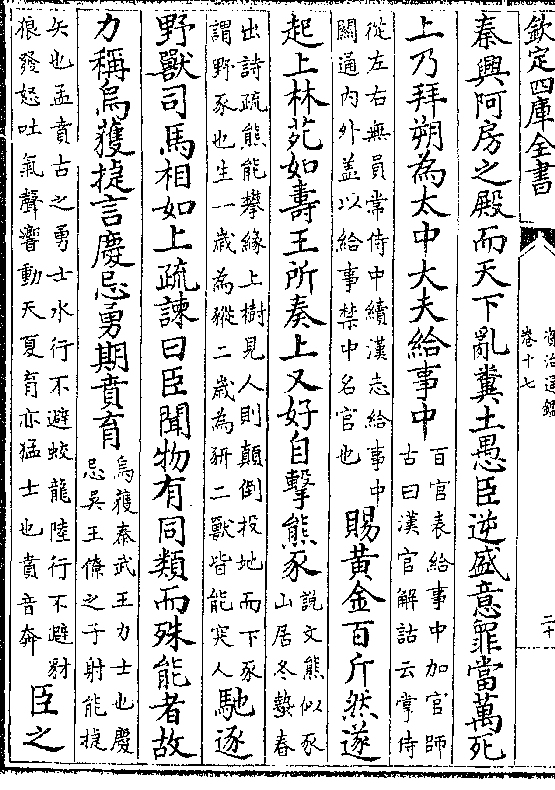 欽定四庫全書
資治通鑑
卷十七
二十
秦興阿房之殿而天下亂糞土愚臣逆盛意罪當萬死
上乃拜朔為太中大夫給事中百官表給事中加官師
古曰漢官解詁云掌侍
從左右無員常侍中續漢志給事中
關通內外盖以給事禁中名官也賜黃金百斤然遂
起上林苑如壽王所奏上又好自擊熊豕說文熊似豕
山居冬蟄春
出詩疏熊能攀緣上樹見人則顛倒投地而下豕
謂野豕也生一歲為豵二歲為豜二獸皆能突人馳逐
野獸司馬相如上疏諫曰臣聞物有同類而殊能者故
力稱烏獲捷言慶忌勇期賁育烏獲秦武王力士也慶
忌吳王僚之子射能捷
矢也孟賁古之勇士水行不避蛟龍陸行不避豺
狼發怒吐氣聲響動天夏育亦猛士也賁音奔臣之